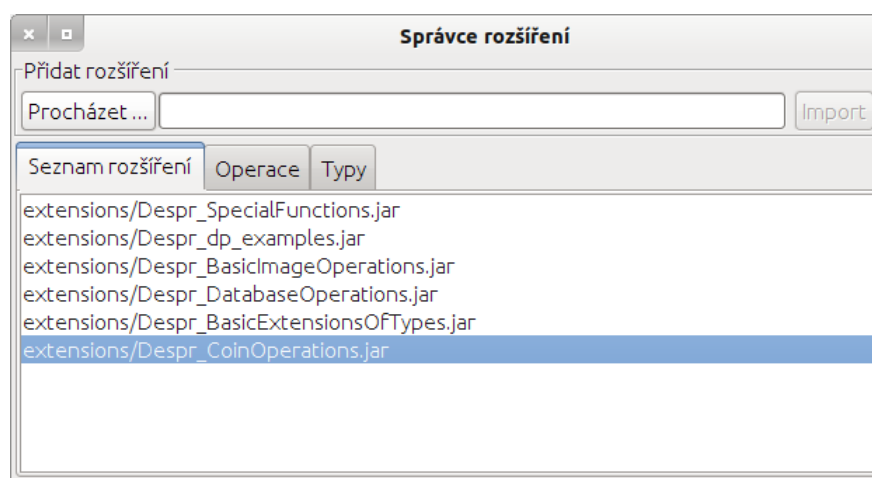 Správce rozšíření
Přidat rozšíření
Procházet ...
Import
Seznam rozšíření Operace Typy
extensions/Despr_SpecialFunctions.jar
extensions/Despr_dp_examples.jar
extensions/Despr_BasicImageOperations.jar
extensions/Despr_DatabaseOperations.jar
extensions/Despr_BasicExtensionsOfTypes.jar
extensions/Despr_CoinOperations.jar